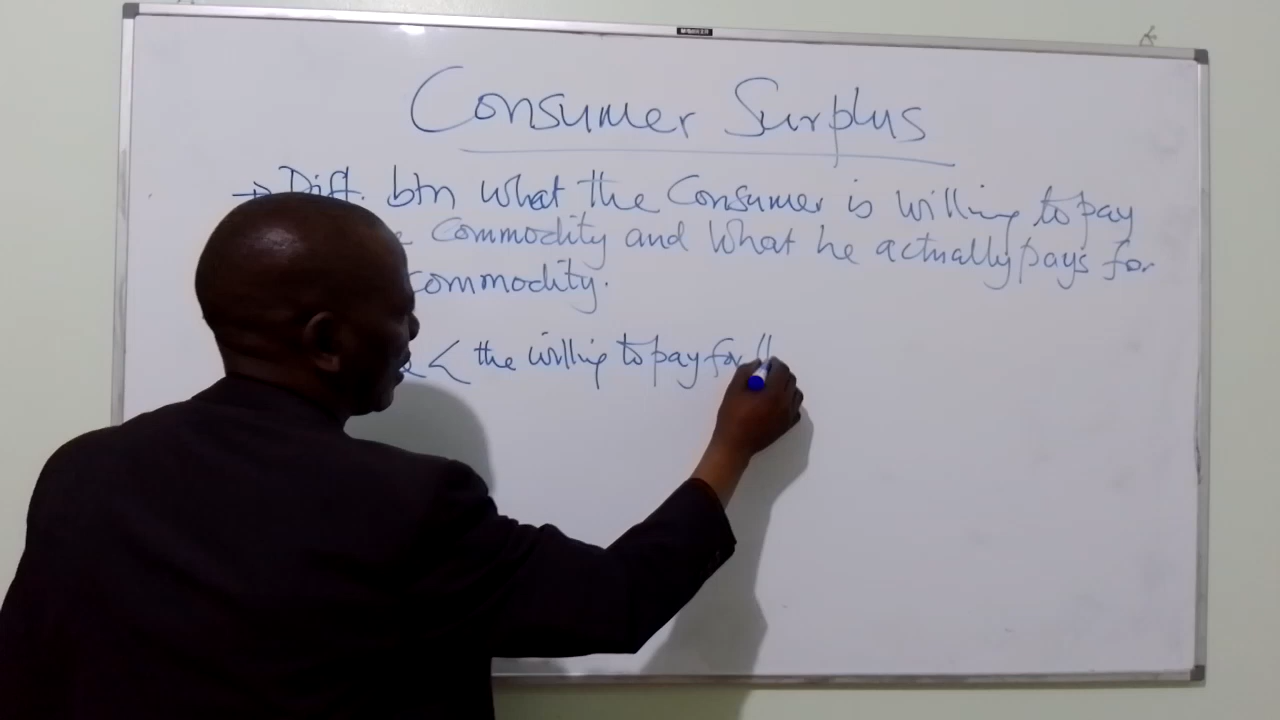 Consumer Surplus
→ Diff. btn what the Consumer is willing to pay
commodity and what he actually pays for
commodity.
< the willing to pay for